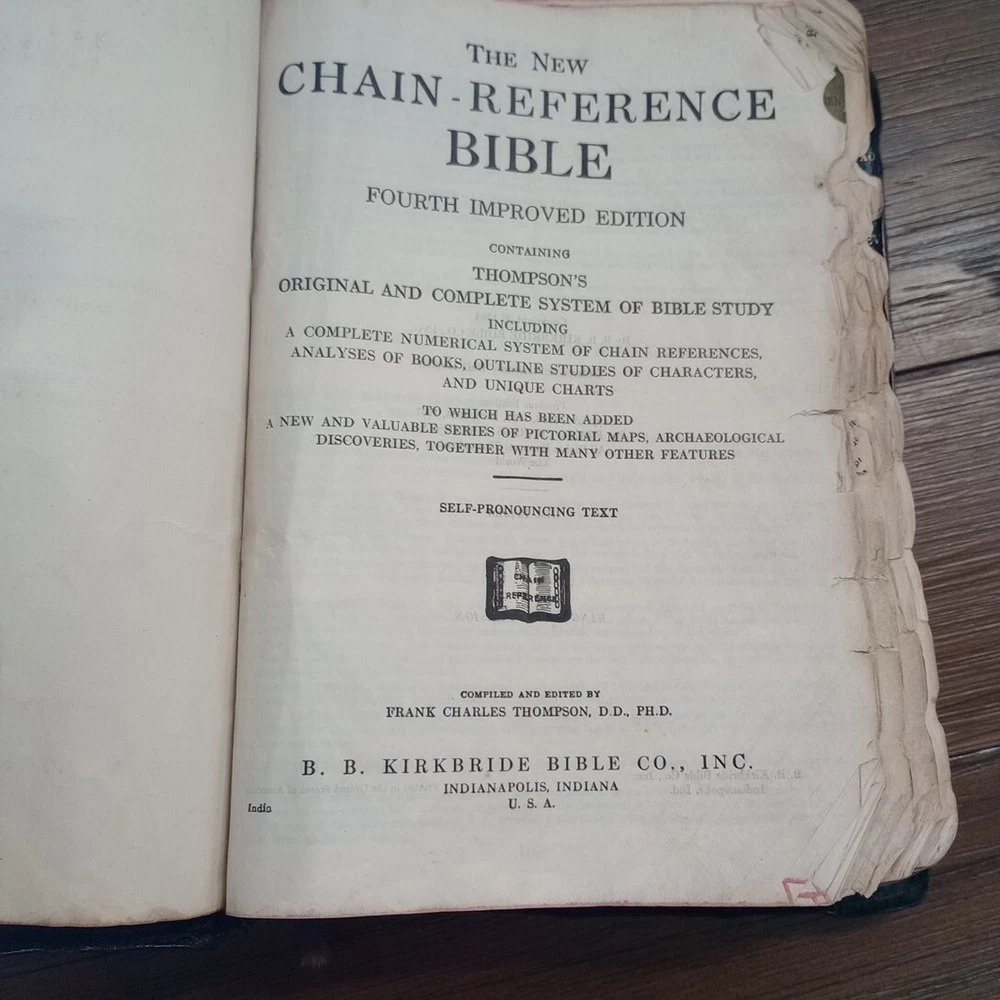 THE NEW
CHAIN-REFERENCE
BIBLE
FOURTH IMPROVED EDITION
CONTAINING
THOMPSON'S
ORIGINAL AND COMPLETE SYSTEM OF BIBLE STUDY
INCLUDING
A COMPLETE NUMERICAL SYSTEM OF CHAIN REFERENCES,
ANALYSES OF BOOKS, OUTLINE STUDIES OF CHARACTERS,
AND UNIQUE CHARTS
TO WHICH HAS BEEN ADDED
A NEW AND VALUABLE SERIES OF PICTORIAL MAPS, ARCHAEOLOGICAL
DISCOVERIES, TOGETHER WITH MANY OTHER FEATURES
SELF-PRONOUNCING TEXT
CHAIN
REFERENCE
COMPILED AND EDITED BY
FRANK CHARLES THOMPSON, D.D., PH.D.
B. B. KIRKBRIDE BIBLE CO., INC.
INDIANAPOLIS, INDIANA
U. S. A.
India